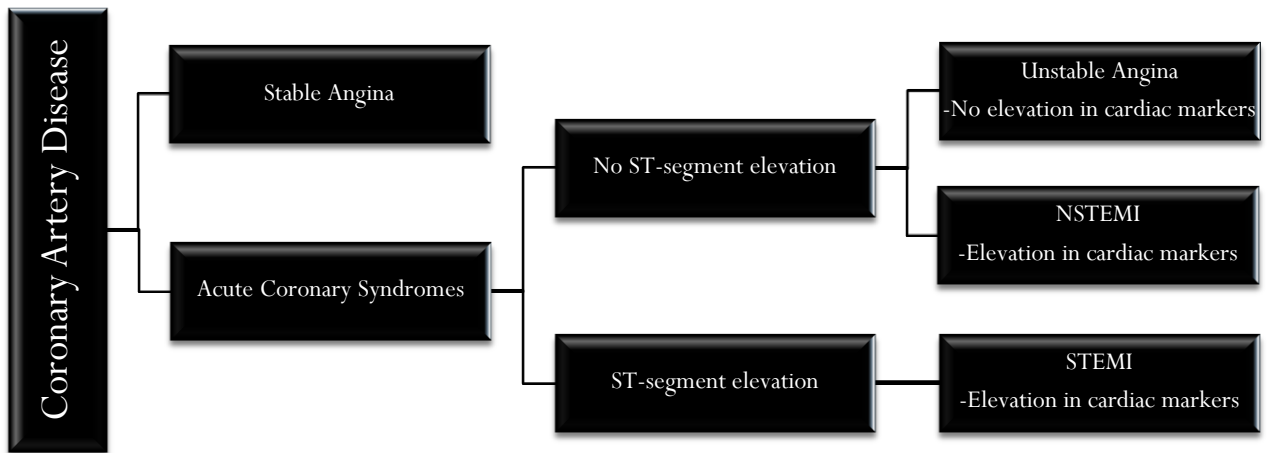 Coronary Artery Disease
Stable Angina
Acute Coronary Syndromes
No ST-segment elevation
ST-segment elevation
Unstable Angina
-No elevation in cardiac markers
NSTEMI
-Elevation in cardiac markers
STEMI
-Elevation in cardiac markers